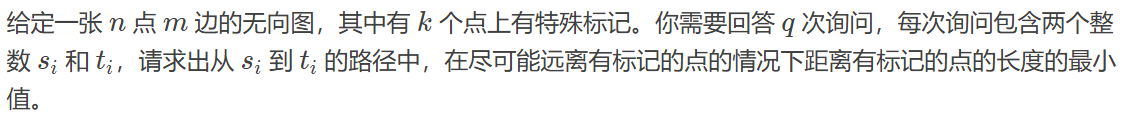 给定一张 n 点 m 边的无向图，其中有 k 个点上有特殊标记。你需要回答 q 次询问，每次询问包含两个整
数 s_i 和 t_i，请求出从 s_i 到 t_i 的路径中，在尽可能远离有标记的点的情况下距离有标记的点的长度的最小
值。